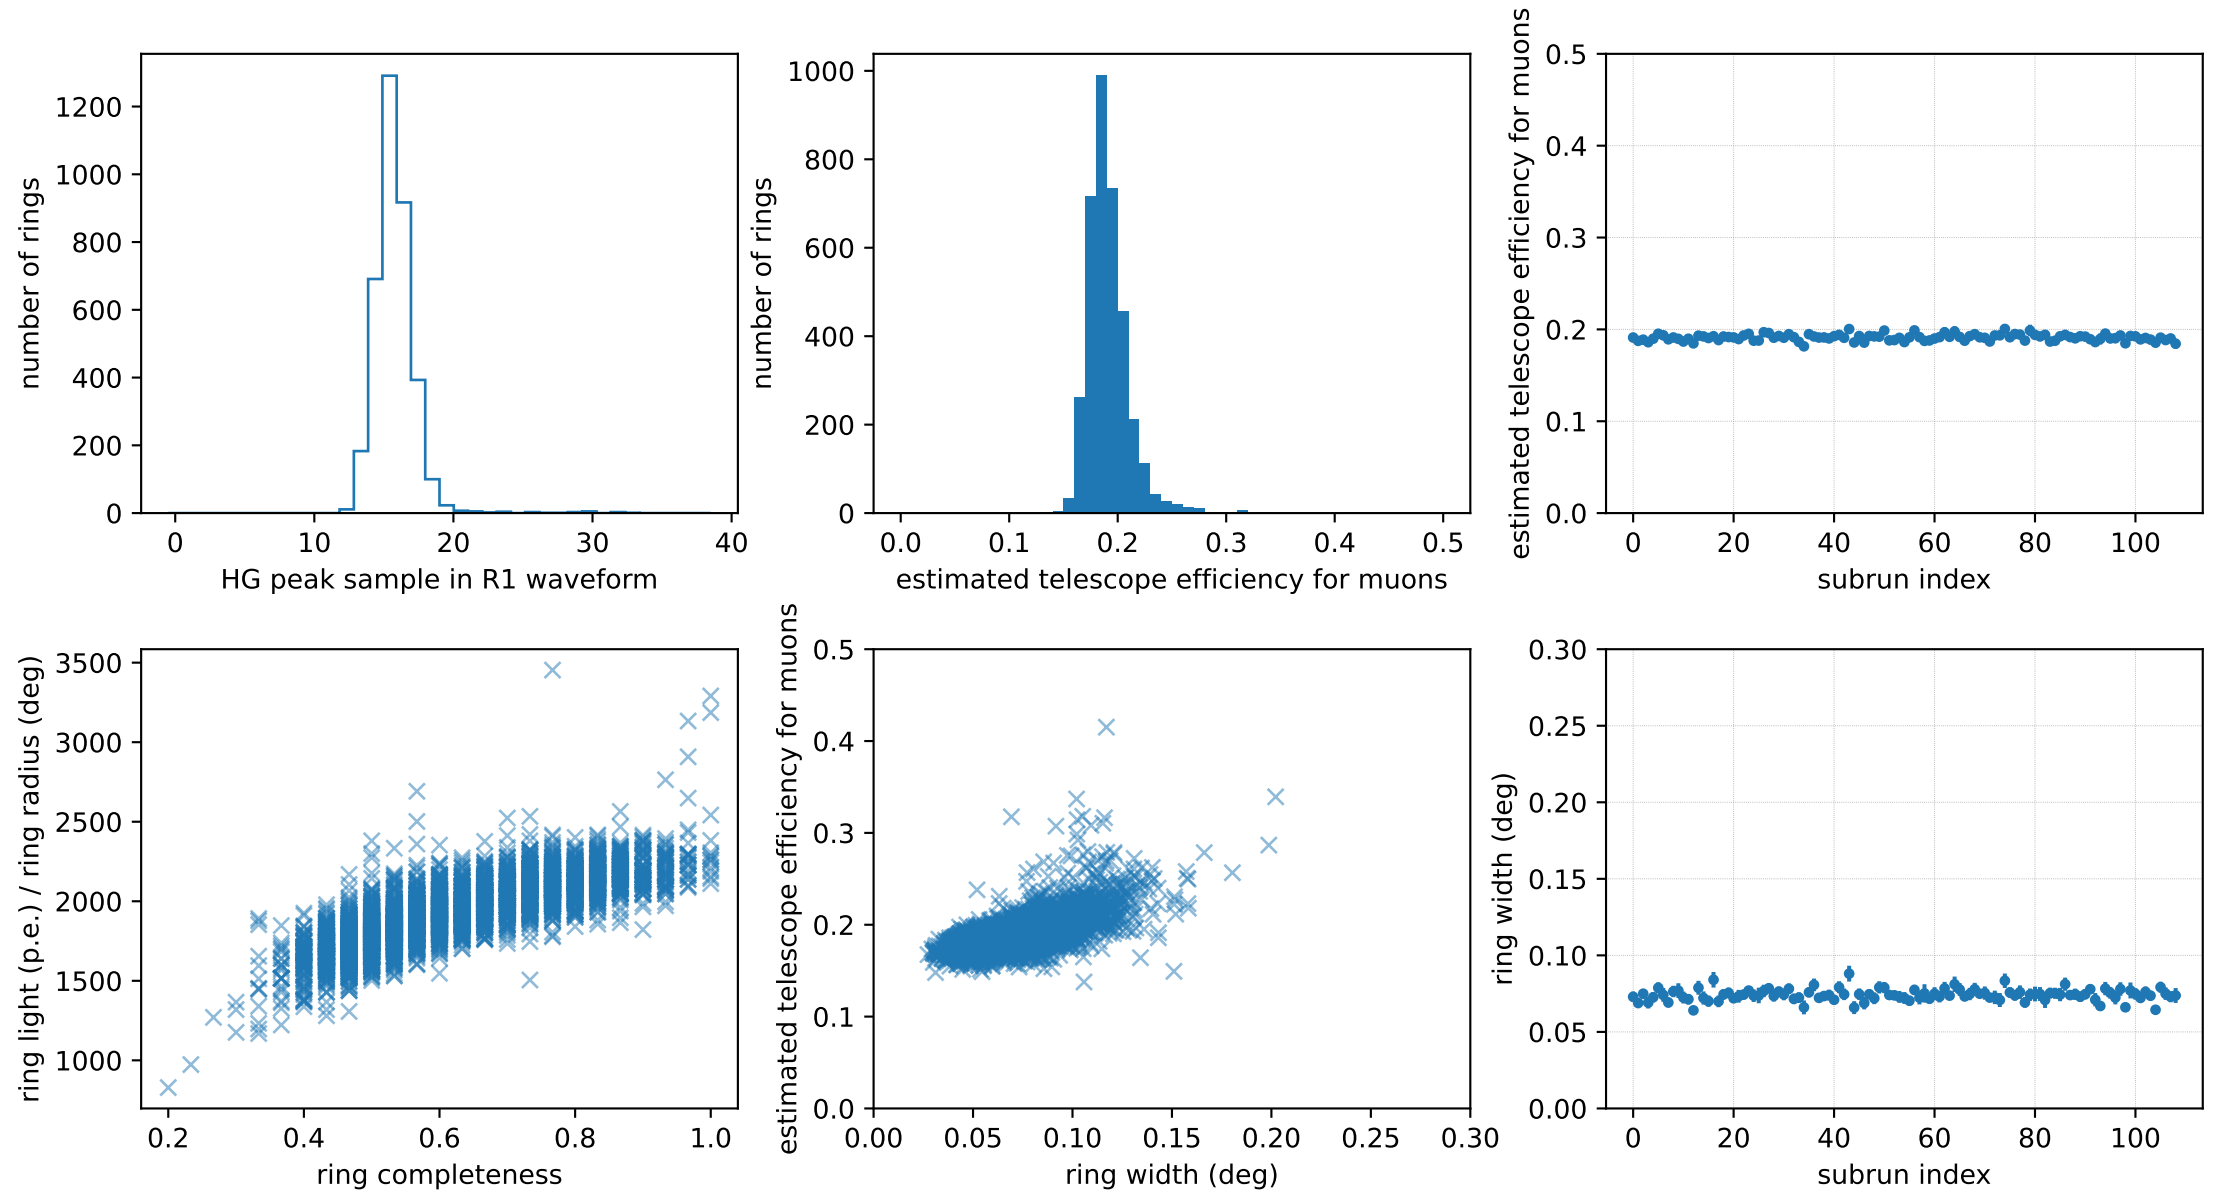 number of rings
1200
1000
800
600
400
200
0
0 10 20 30 40
HG peak sample in R1 waveform
number of rings
1000
800
600
400
200
0
0.0 0.1 0.2 0.3 0.4 0.5
estimated telescope efficiency for muons
estimated telescope efficiency for muons
0.5
0.4
0.3
0.2
0.1
0.0
0 20 40 60 80 100
subrun index
ring light (p.e.) / ring radius (deg)
3500
3000
2500
2000
1500
1000
0.2 0.4 0.6 0.8 1.0
ring completeness
estimated telescope efficiency for muons
0.5
0.4
0.3
0.2
0.1
0.0
0.00 0.05 0.10 0.15 0.20 0.25 0.30
ring width (deg)
ring width (deg)
0.30
0.25
0.20
0.15
0.10
0.05
0.00
0 20 40 60 80 100
subrun index